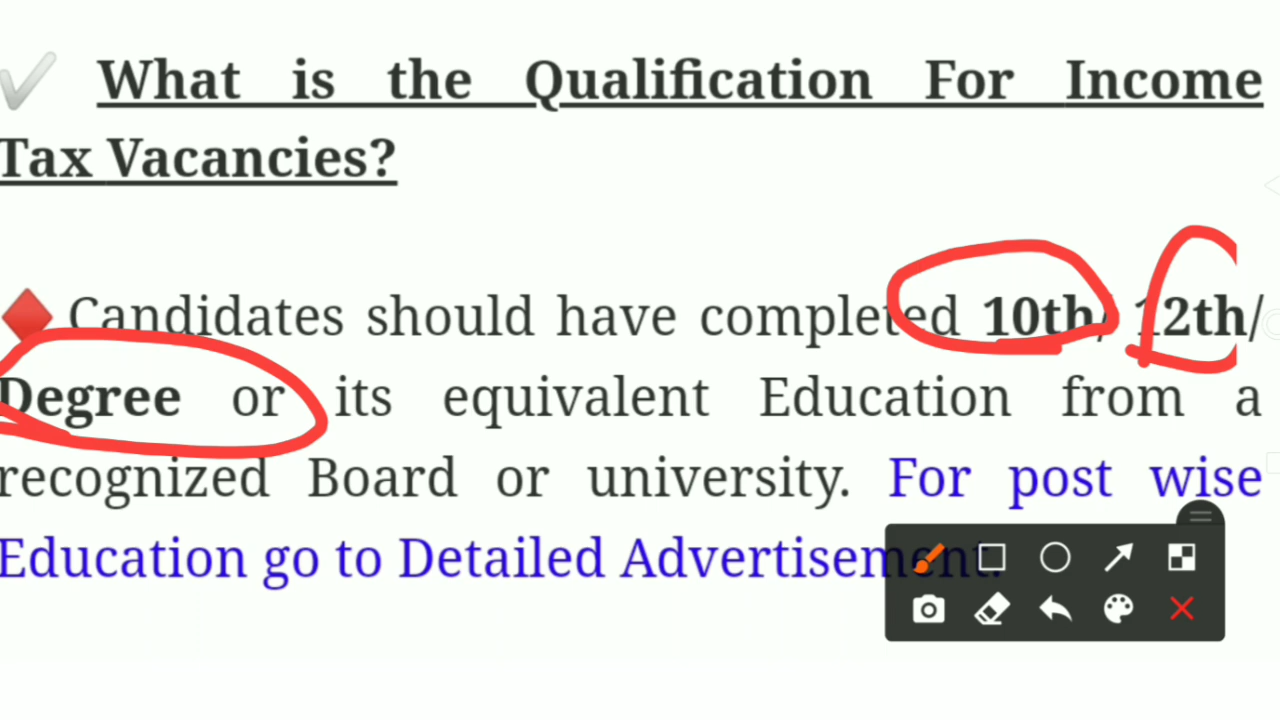 What is the Qualification For Income
Tax Vacancies?
Candidates should have completed 10th/ 12th/
Degree or its equivalent Education from a
recognized Board or university. For post wise
Education go to Detailed Advertisement.